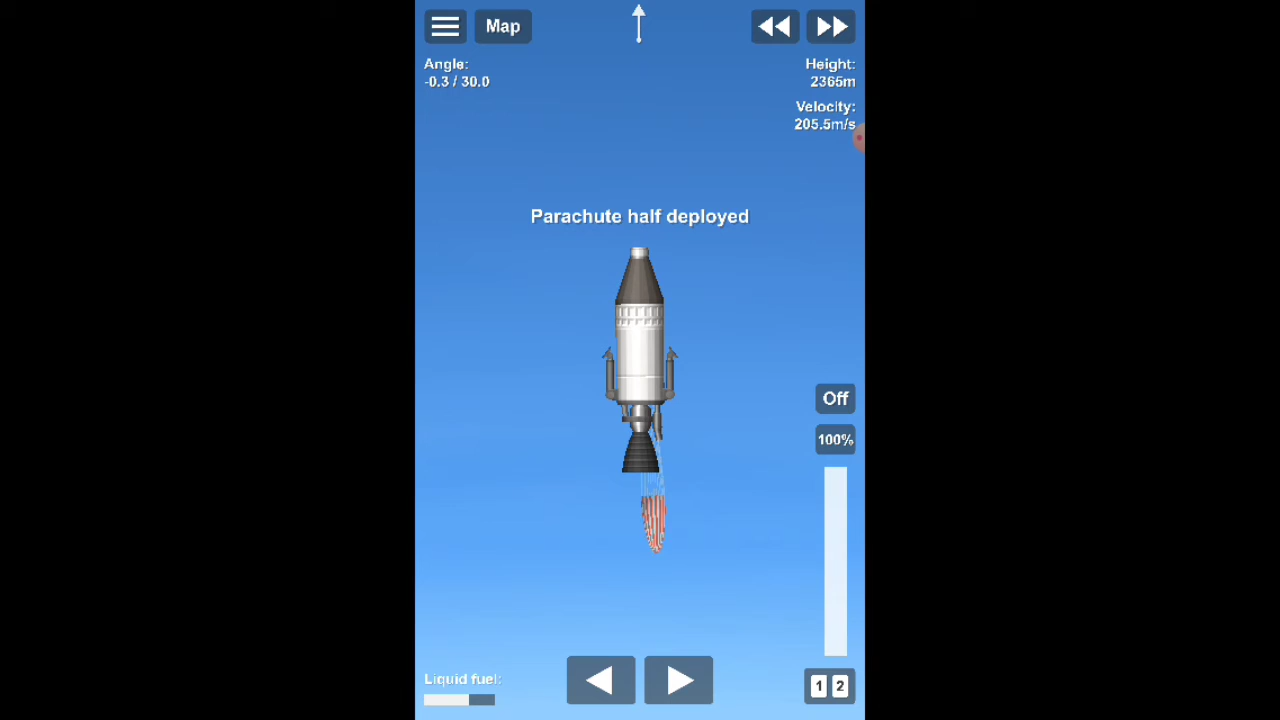 Map
Angle:
-0.3 / 30.0
Height:
2365m
Velocity:
205.5m/s
Parachute half deployed
Off
100%
Liquid fuel:
1 2